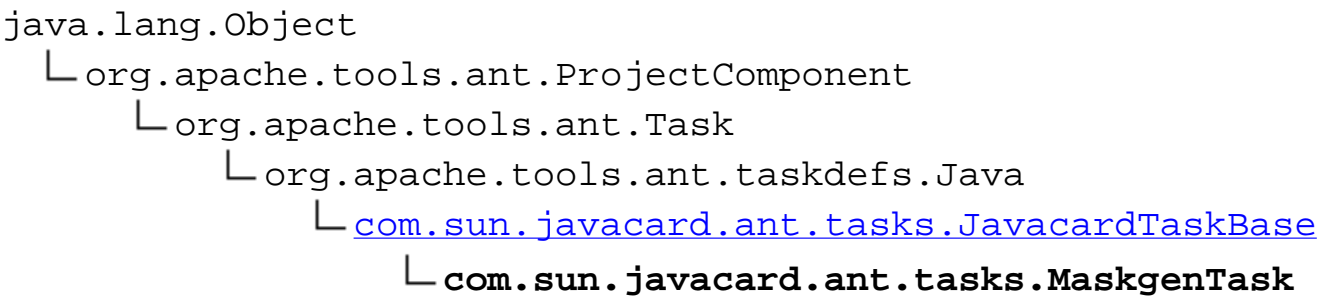 java.lang.Object
org.apache.tools.ant.ProjectComponent
org.apache.tools.ant.Task
org.apache.tools.ant.taskdefs.Java
com.sun.javacard.ant.tasks.JavacardTaskBase
com.sun.javacard.ant.tasks.MaskgenTask